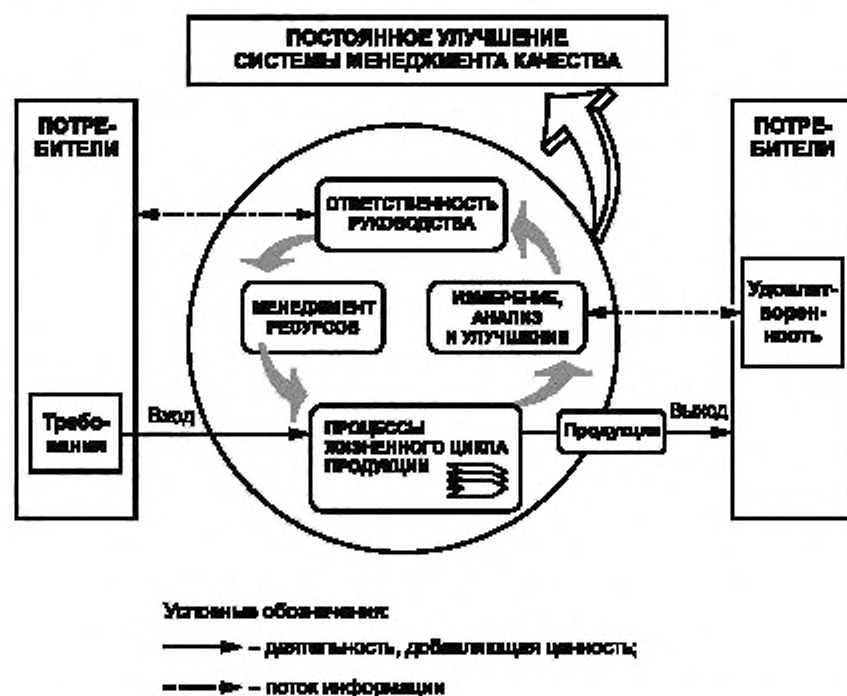 ПОСТОЯННОЕ УЛУЧШЕНИЕ
СИСТЕМЫ МЕНЕДЖМЕНТА КАЧЕСТВА
ПОТРЕ-
БИТЕЛИ
ПОТРЕ-
БИТЕЛИ
ОТВЕТСТВЕННОСТЬ
РУКОВОДСТВА
МЕНЕДЖМЕНТ
РЕСУРСОВ
ИЗМЕРЕНИЕ,
АНАЛИЗ
И УЛУЧШЕНИЕ
Удовлет-
ворен-
ность
Требо-
вания
Вход
ПРОЦЕССЫ
ЖИЗНЕННОГО ЦИКЛА
ПРОДУКЦИИ
Продукция
Выход
Условные обозначения:
– деятельность, добавляющая ценность;
– поток информации